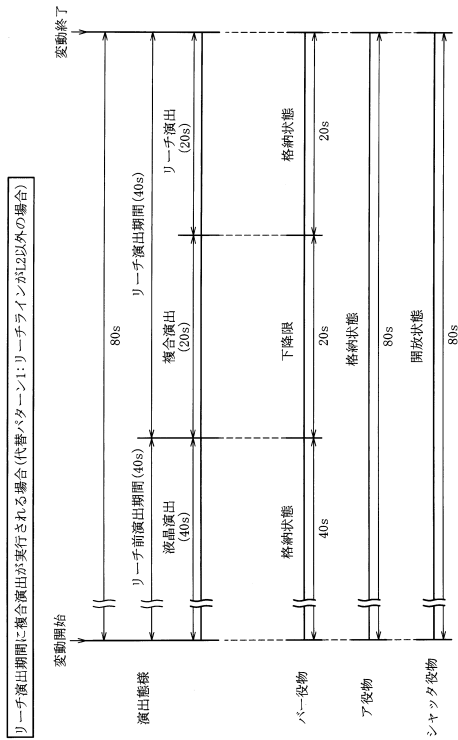 リーチ演出期間に複合演出が実行される場合(代替パターン1:リーチラインがL2以外の場合)
変動開始
変動終了
80s
リーチ前演出期間(40s)
リーチ演出期間(40s)
演出態様
液晶演出
(40s)
複合演出
(20s)
リーチ演出
(20s)
バー役物
格納状態
下降限
格納状態
40s
20s
20s
ア役物
格納状態
80s
シャッタ役物
開放状態
80s